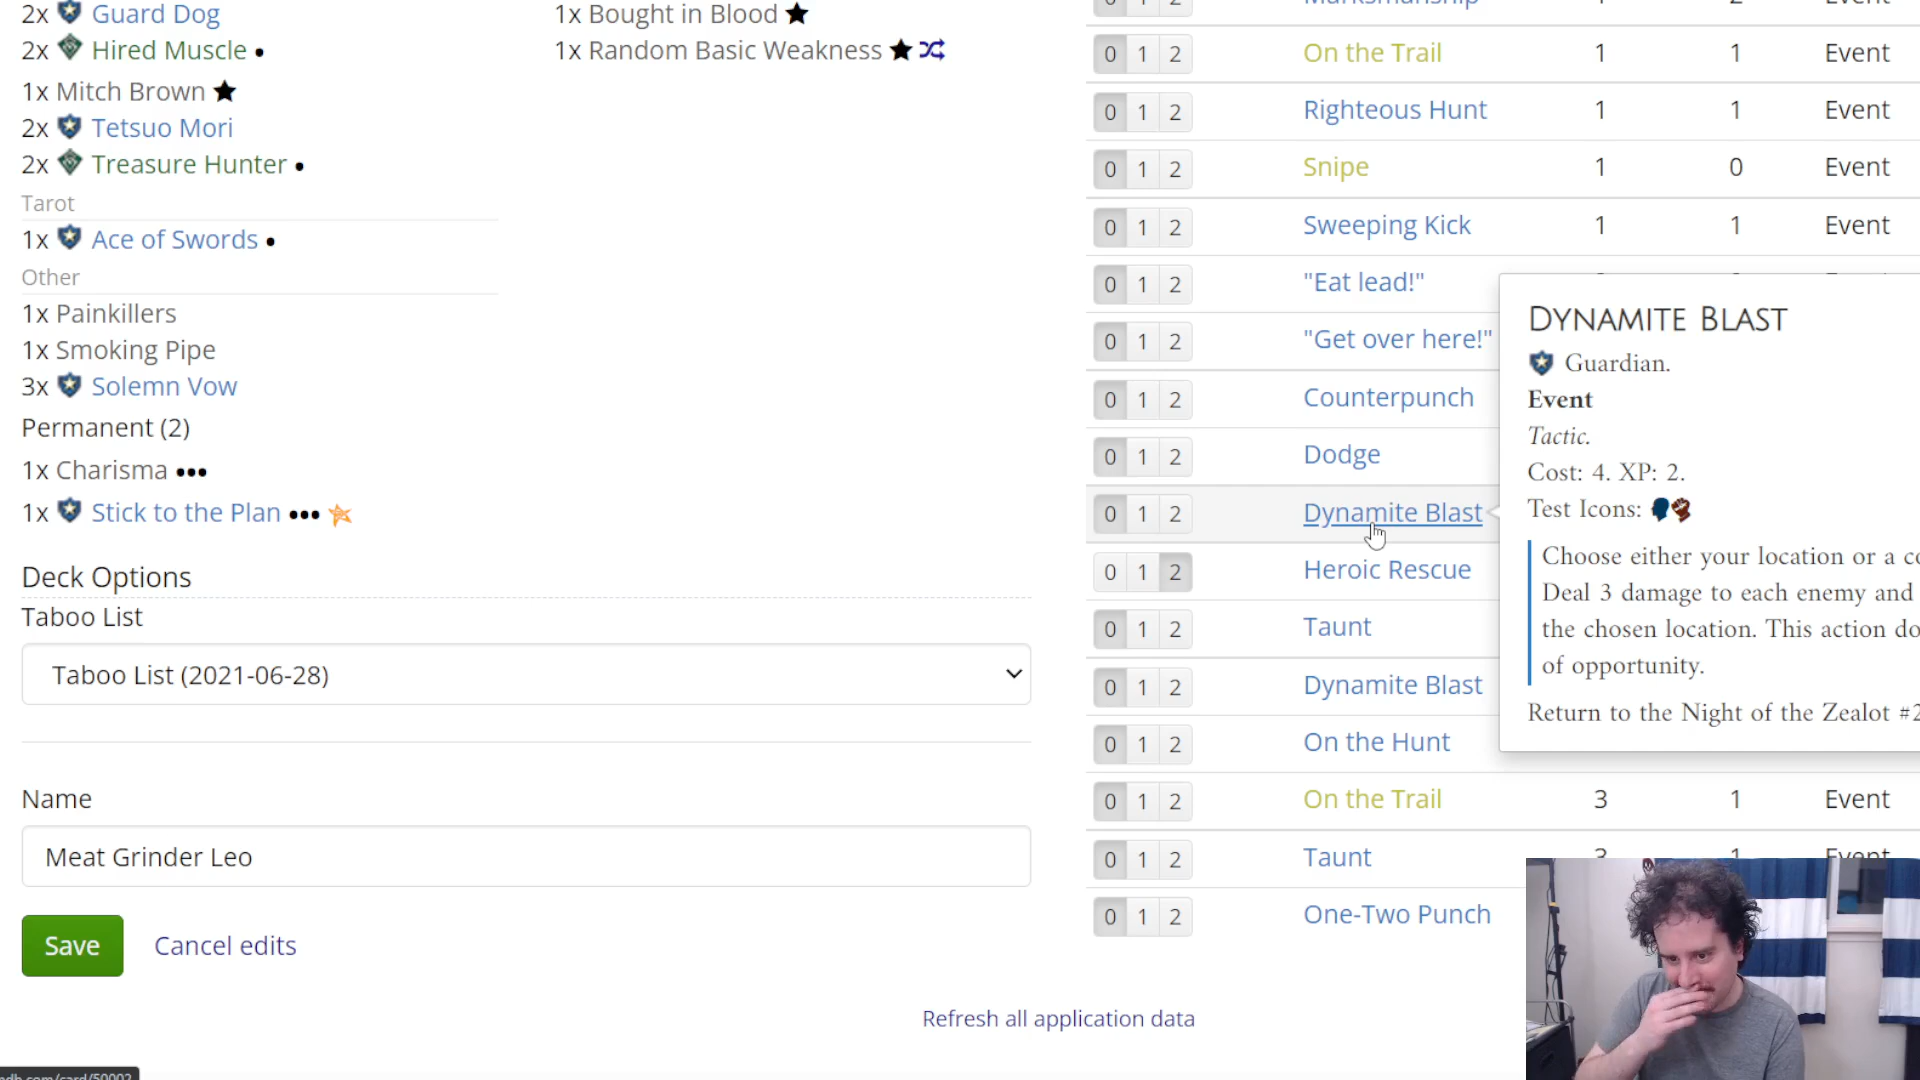 2x Guard Dog
2x Hired Muscle •
1x Mitch Brown ★
2x Tetsuo Mori
2x Treasure Hunter •
Tarot
1x Ace of Swords •
Other
1x Painkillers
1x Smoking Pipe
3x Solemn Vow
Permanent (2)
1x Charisma •••
1x Stick to the Plan •••
Deck Options
Taboo List
Taboo List (2021-06-28)
Name
Meat Grinder Leo
Save Cancel edits
1x Bought in Blood ★
1x Random Basic Weakness ★
0 1 2 On the Trail 1 1 Event
0 1 2 Righteous Hunt 1 1 Event
0 1 2 Snipe 1 0 Event
0 1 2 Sweeping Kick 1 1 Event
0 1 2 "Eat lead!"
0 1 2 "Get over here!"
0 1 2 Counterpunch
0 1 2 Dodge
0 1 2 Dynamite Blast
0 1 2 Heroic Rescue
0 1 2 Taunt
0 1 2 Dynamite Blast
0 1 2 On the Hunt
0 1 2 On the Trail 3 1 Event
0 1 2 Taunt 3 1 Event
0 1 2 One-Two Punch
DYNAMITE BLAST
Guardian.
Event
Tactic.
Cost: 4. XP: 2.
Test Icons:
Choose either your location or a
Deal 3 damage to each enemy and
the chosen location. This action
of opportunity.
Return to the Night of the Zealot
Refresh all application data